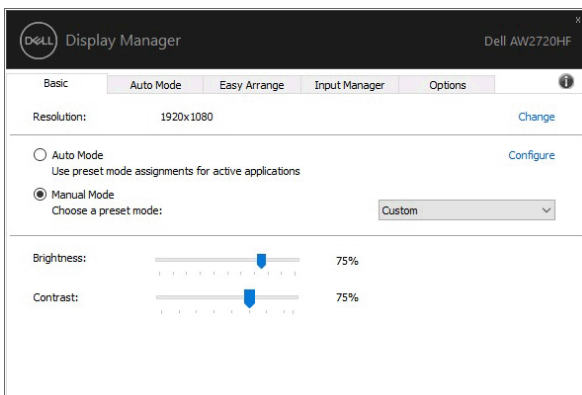 DELL Display Manager
Dell AW2720HF
Basic Auto Mode Easy Arrange Input Manager Options
Resolution: 1920x1080 Change
Auto Mode Configure
Use preset mode assignments for active applications
Manual Mode
Choose a preset mode: Custom
Brightness: 75%
Contrast: 75%